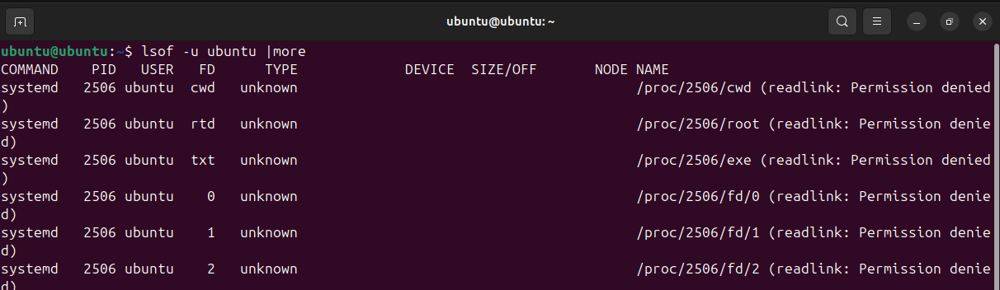 ubuntu@ubuntu: ~
ubuntu@ubuntu:~$ lsof -u ubuntu |more
COMMAND    PID   USER   FD      TYPE             DEVICE  SIZE/OFF       NODE NAME
systemd   2506 ubuntu  cwd   unknown                                         /proc/2506/cwd (readlink: Permission denied
)
systemd   2506 ubuntu  rtd   unknown                                         /proc/2506/root (readlink: Permission denie
d)
systemd   2506 ubuntu  txt   unknown                                         /proc/2506/exe (readlink: Permission denied
)
systemd   2506 ubuntu    0   unknown                                         /proc/2506/fd/0 (readlink: Permission denie
d)
systemd   2506 ubuntu    1   unknown                                         /proc/2506/fd/1 (readlink: Permission denie
d)
systemd   2506 ubuntu    2   unknown                                         /proc/2506/fd/2 (readlink: Permission denie
d)